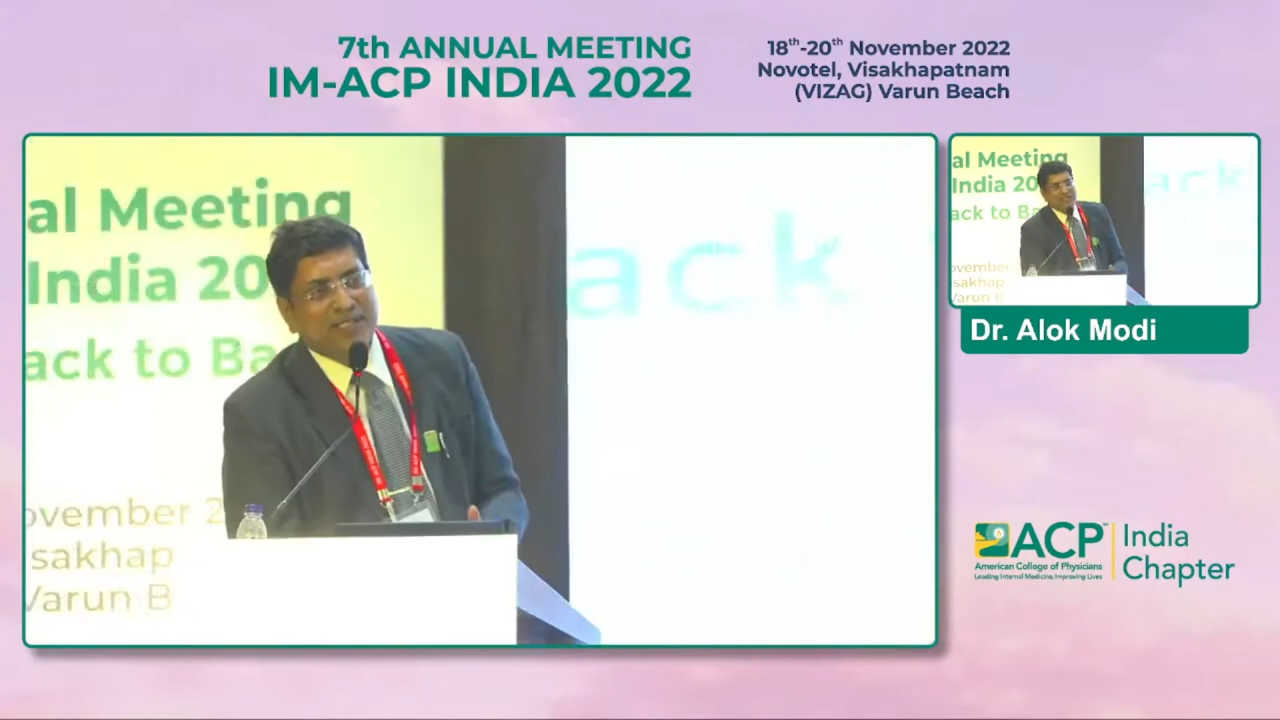 7th ANNUAL MEETING
IM-ACP INDIA 2022
18th-20th November 2022
Novotel, Visakhapatnam
(VIZAG) Varun Beach
al Meeting
India 20
ack to Ba
ovember 2
isakhap
Varun B
ack
al Meeting
India 20
ack to Ba
ovember
sakhap
Varun B
ack
Dr. Alok Modi
ACP
American College of Physicians
Leading Internal Medicine, Improving Lives
India
Chapter